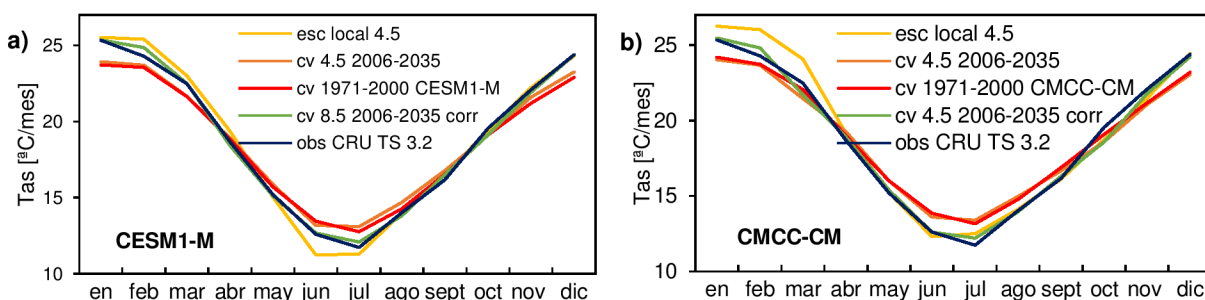 a)
Tas [ªC/mes]
25
20
15
10
esc local 4.5
cv 4.5 2006-2035
cv 1971-2000 CESM1-M
cv 8.5 2006-2035 corr
obs CRU TS 3.2
CESM1-M
en feb mar abr may jun jul ago sept oct nov dic
b)
Tas [ªC/mes]
25
20
15
10
esc local 4.5
cv 4.5 2006-2035
cv 1971-2000 CMCC-CM
cv 4.5 2006-2035 corr
obs CRU TS 3.2
CMCC-CM
en feb mar abr may jun jul ago sept oct nov dic